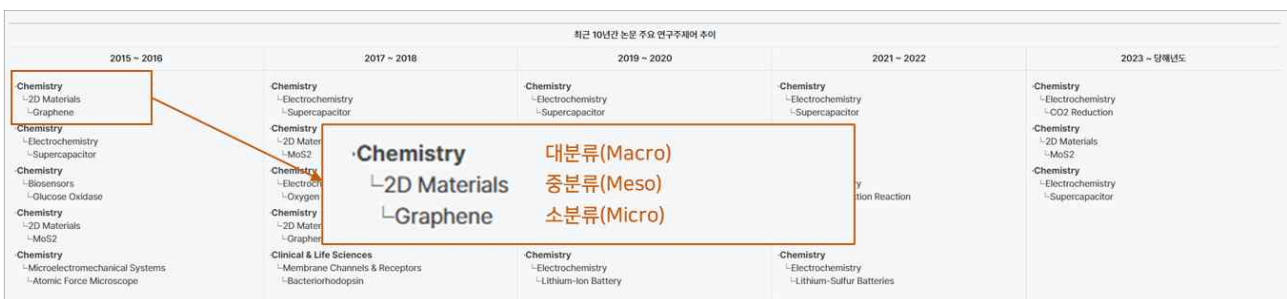 최근 10년간 논문 주요 연구주제어 추이
2015 ~ 2016
2017 ~ 2018
2019 ~ 2020
2021 ~ 2022
2023 ~ 당해년도
·Chemistry
└2D Materials
└Graphene
·Chemistry
└Electrochemistry
└Supercapacitor
·Chemistry
└Biosensors
└Glucose Oxidase
·Chemistry
└2D Materials
└MoS2
·Chemistry
└Microelectromechanical Systems
└Atomic Force Microscope
·Chemistry
└Electrochemistry
└Supercapacitor
·Chemistry
└2D Mater
└MoS2
·Chemistry
└Electroch
└Oxygen
·Chemistry
└2D Mater
└Graphen
·Clinical & Life Sciences
└Membrane Channels & Receptors
└Bacteriorhodopsin
·Chemistry
└Electrochemistry
└Supercapacitor
·Chemistry
└Electrochemistry
└Lithium-Ion Battery
·Chemistry
└Electrochemistry
└Supercapacitor
y
tion Reaction
·Chemistry
└Electrochemistry
└Lithium-Sulfur Batteries
·Chemistry
└Electrochemistry
└CO2 Reduction
·Chemistry
└2D Materials
└MoS2
·Chemistry
└Electrochemistry
└Supercapacitor
·Chemistry 대분류(Macro)
└2D Materials 중분류(Meso)
└Graphene 소분류(Micro)